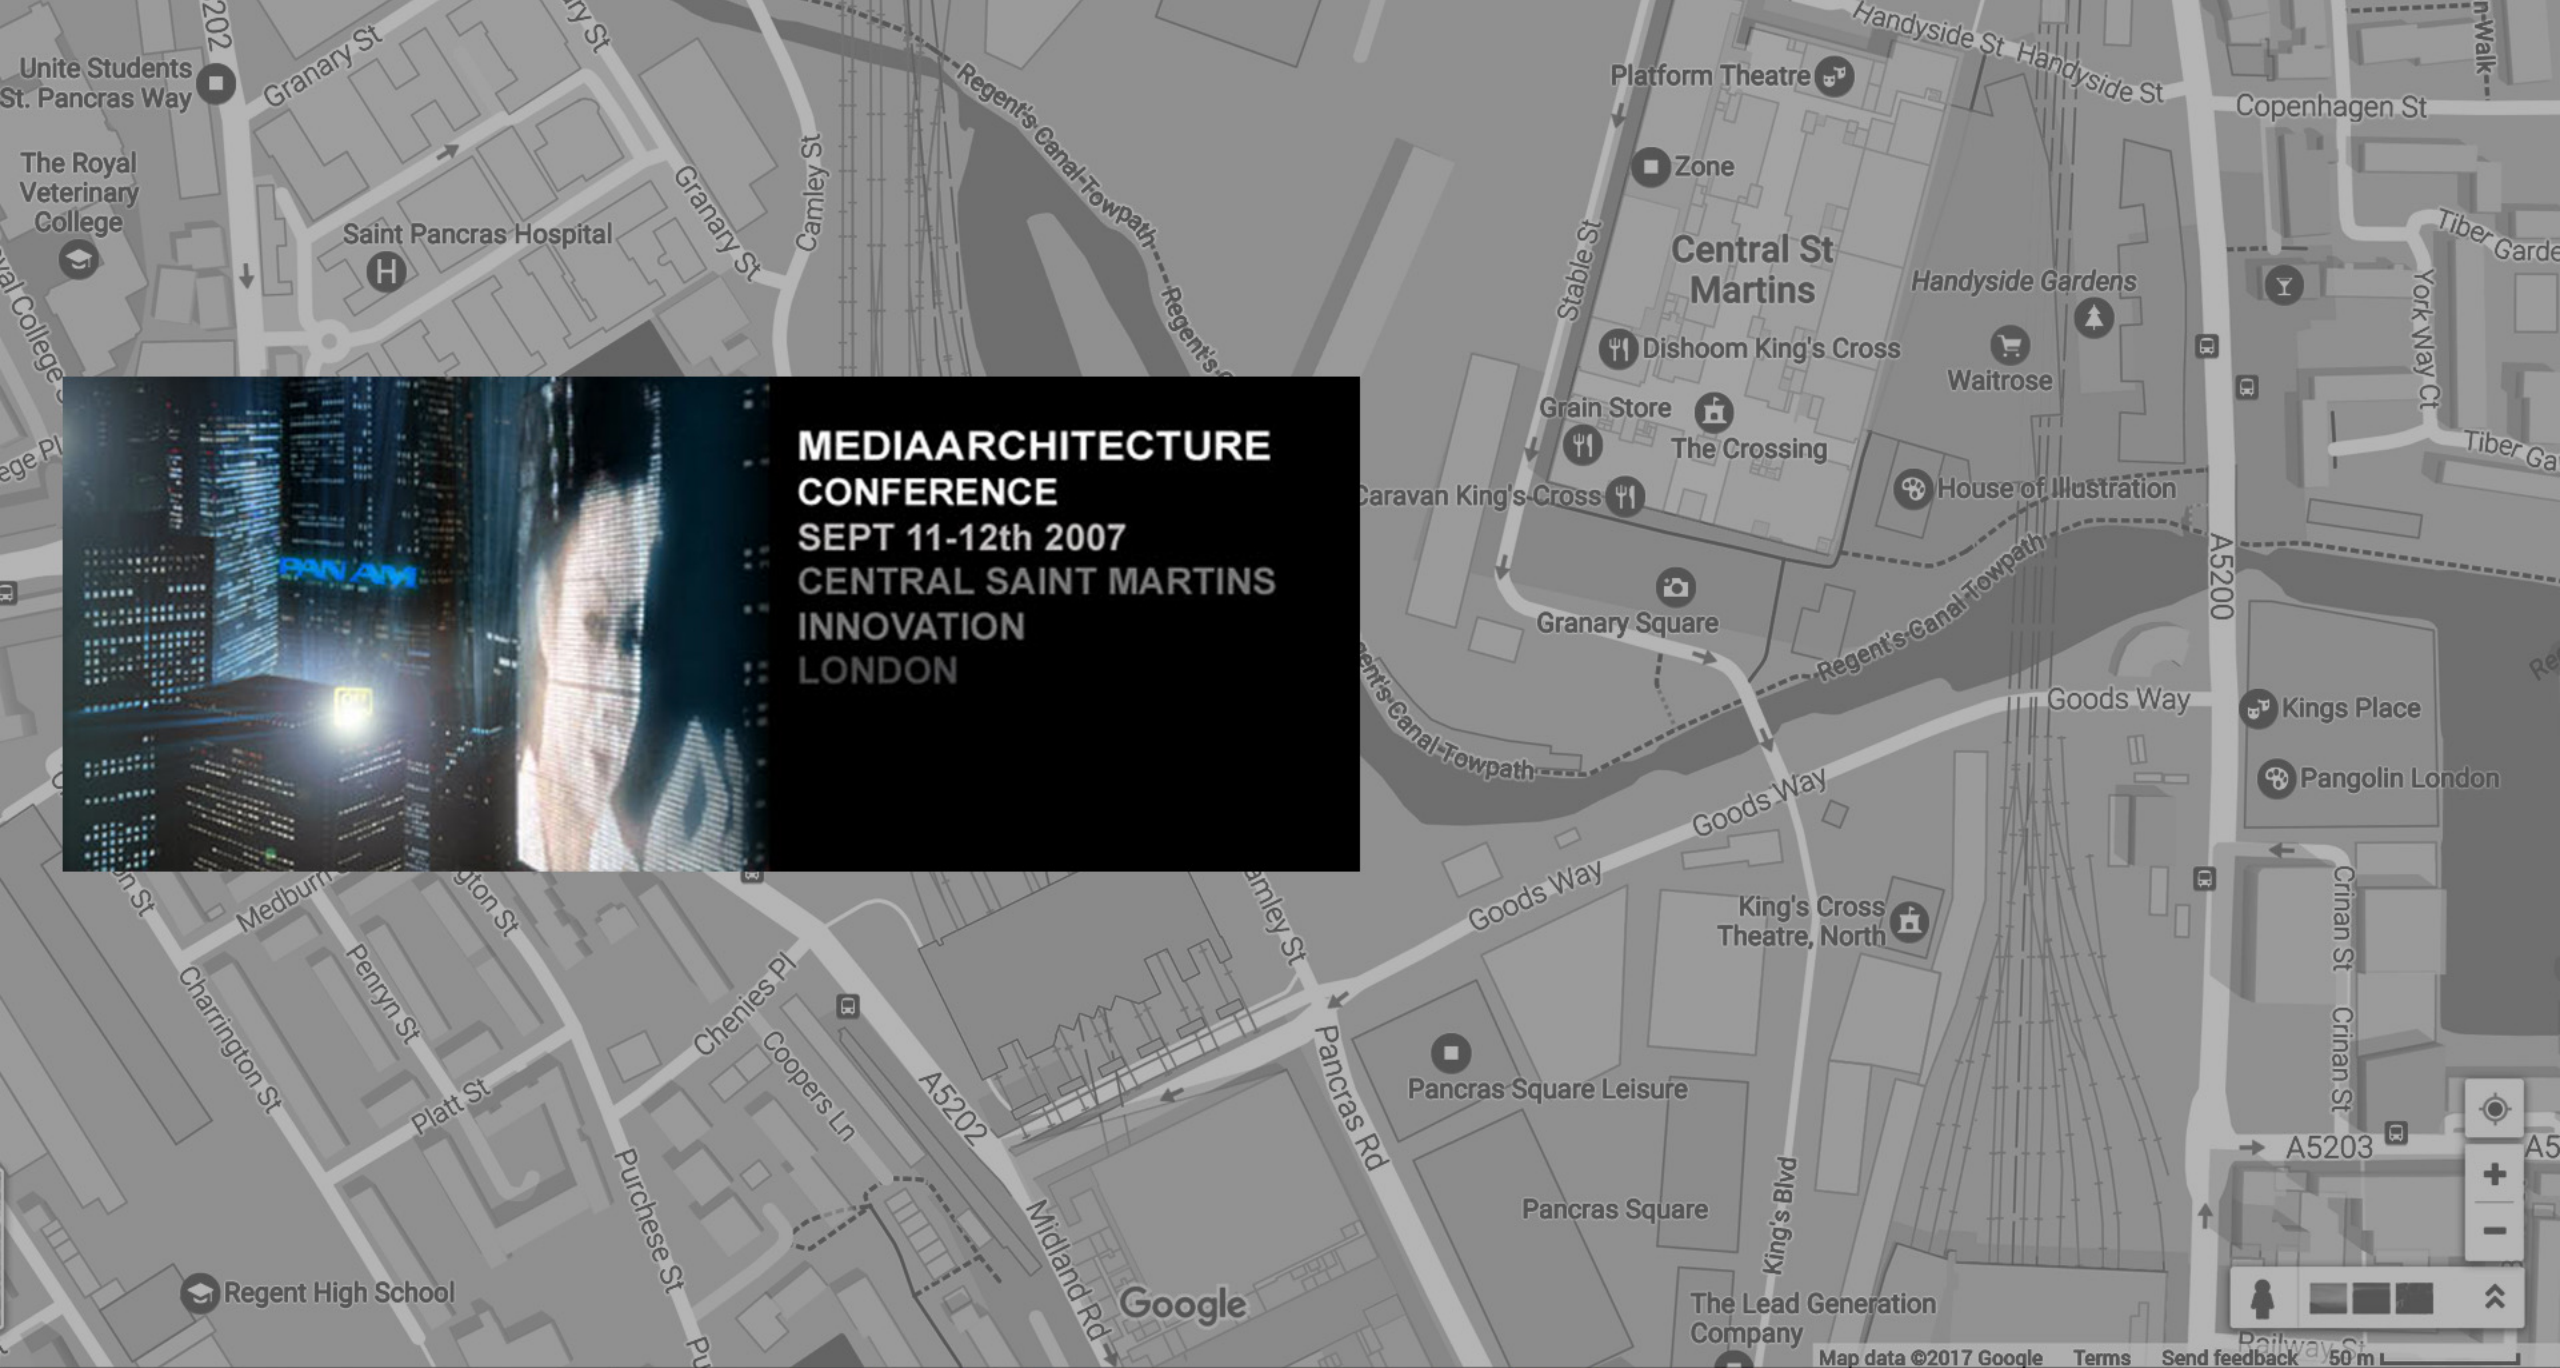 Unite Students
St. Pancras Way
Granary St
Handyside St
Handyside St
Copenhagen St
Platform Theatre
Zone
The Royal
Veterinary
College
Saint Pancras Hospital
H
Granary St
Camley St
Regent's Canal Towpath
Regent's
Stable St
Central St
Martins
Handyside Gardens
Waitrose
York Way Ct
Dishoom King's Cross
Grain Store
The Crossing
Caravan King's Cross
House of Illustration
PAN AM
MEDIAARCHITECTURE
CONFERENCE
SEPT 11-12th 2007
CENTRAL SAINT MARTINS
INNOVATION
LONDON
Granary Square
Regent's Canal Towpath
Canal Towpath
A5200
Goods Way
Kings Place
Pangolin London
Goods Way
Goods Way
King's Cross
Theatre, North
Crinan St
Crinan St
Penryn St
Charrington St
Platt St
Chenies Pl
Coopers Ln
A5202
Pancras Rd
Pancras Square Leisure
Pancras Square
King's Blvd
A5203
Purchese St
Midland Rd
Regent High School
Google
The Lead Generation
Company
Railway St
Map data ©2017 Google Terms Send feedback 50 m